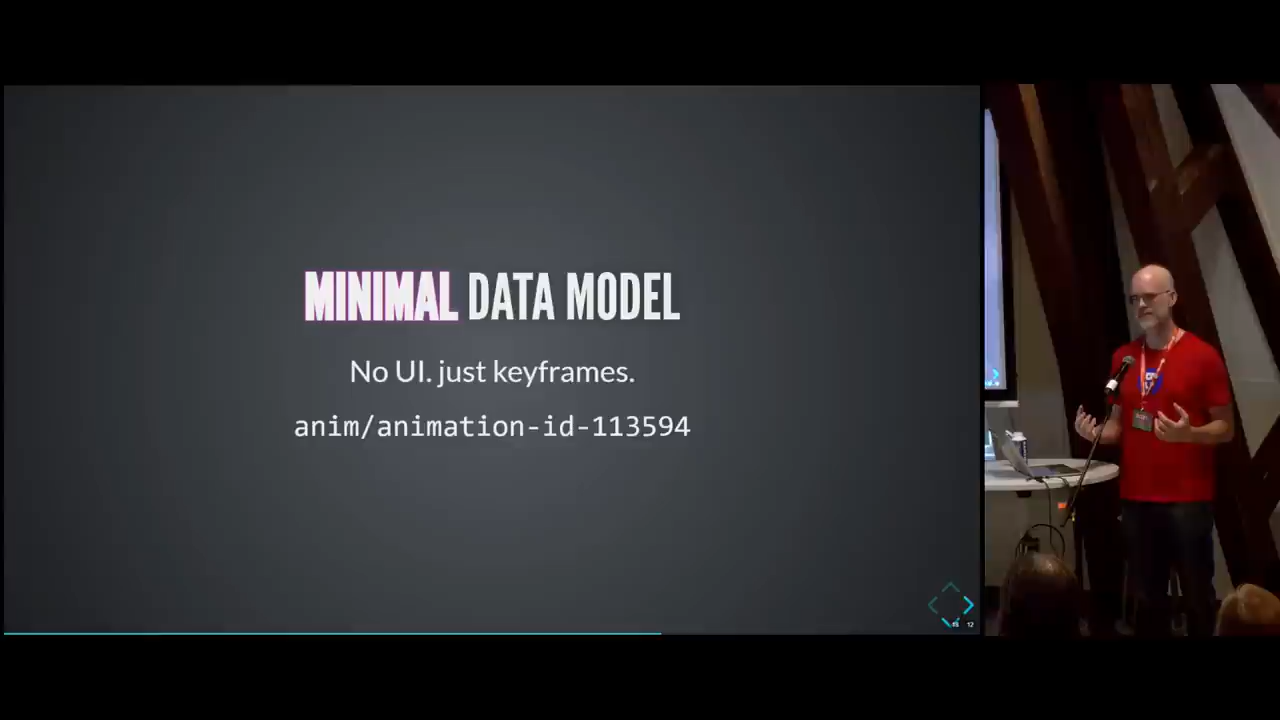 MINIMAL DATA MODEL
No UI. just keyframes.
anim/animation-id-113594